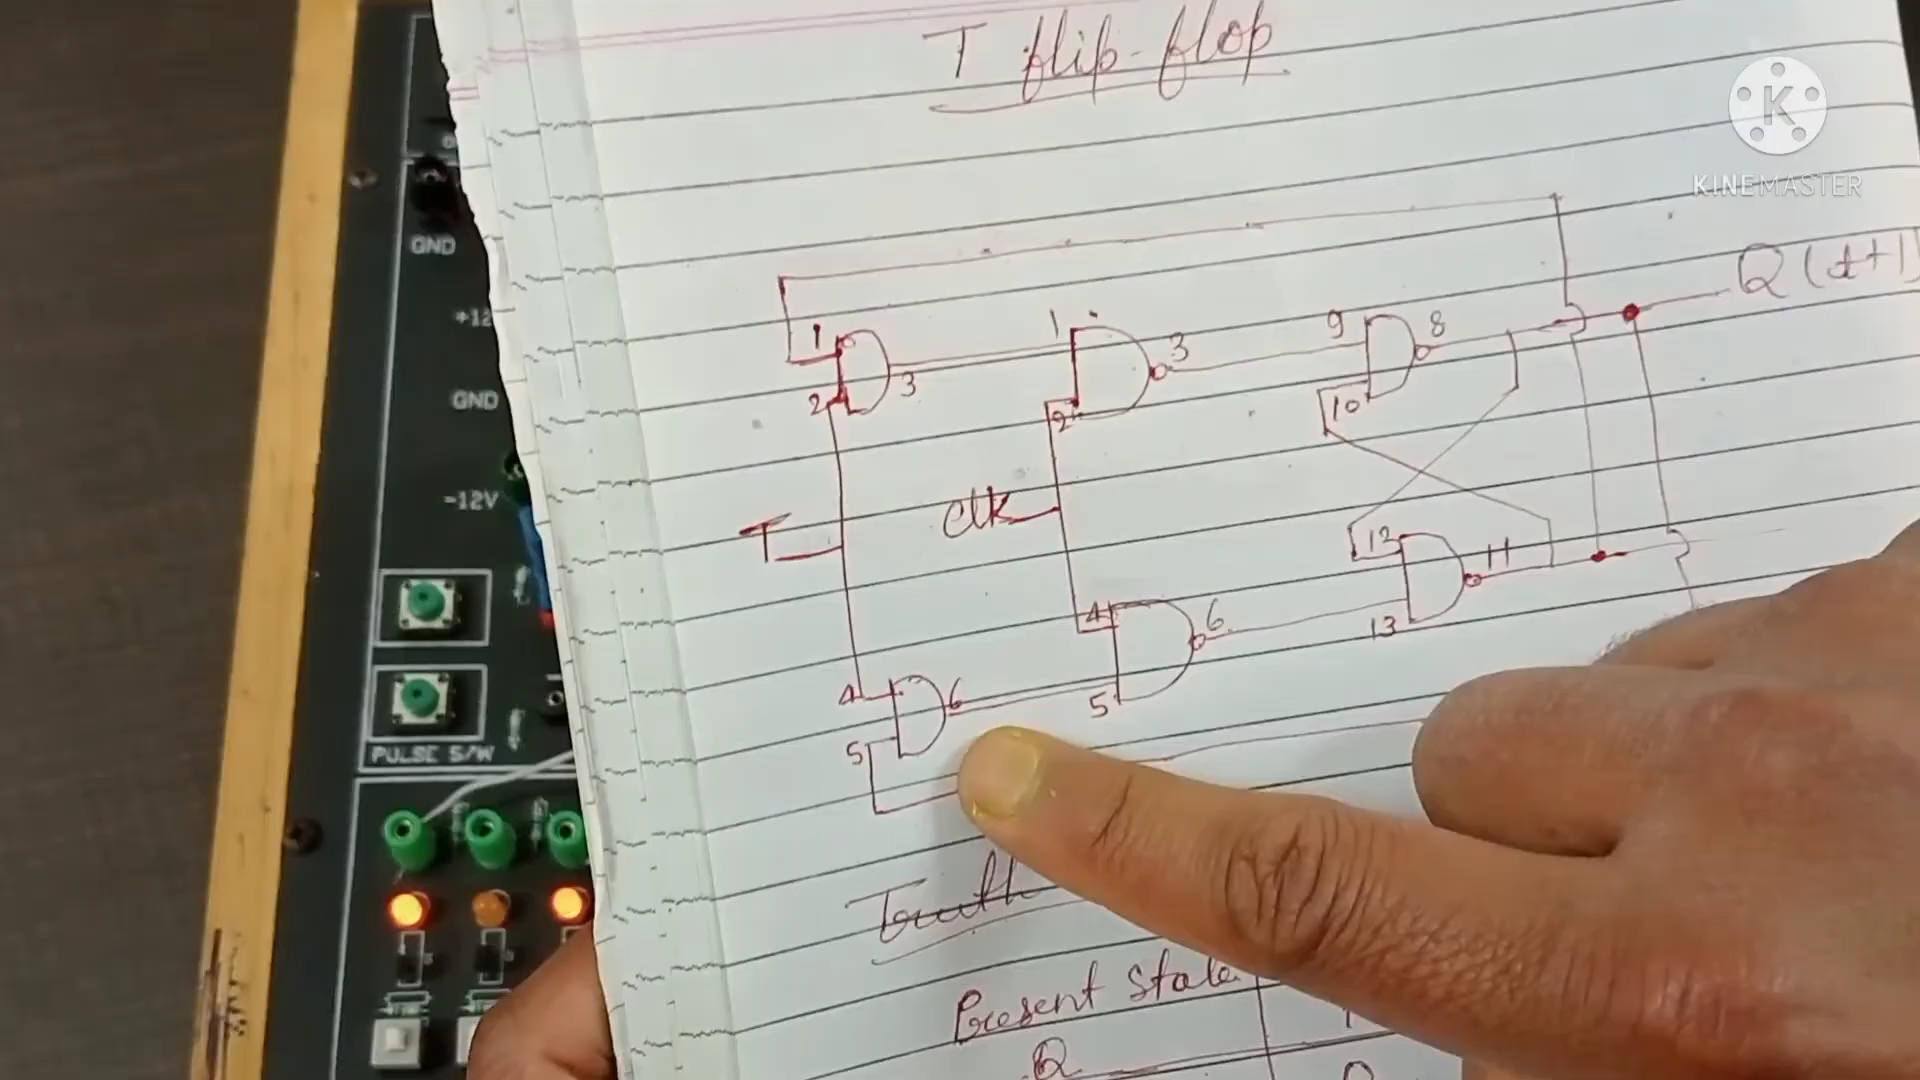 T flip-flop
K
KINEMASTER
GND
+12
GND
-12V
PULSE S/W
Q(t+1)
1
2
3
1
2
3
9
10
8
T
Clk
12
13
11
4
5
6
4
5
6
Truth
Present State
Q